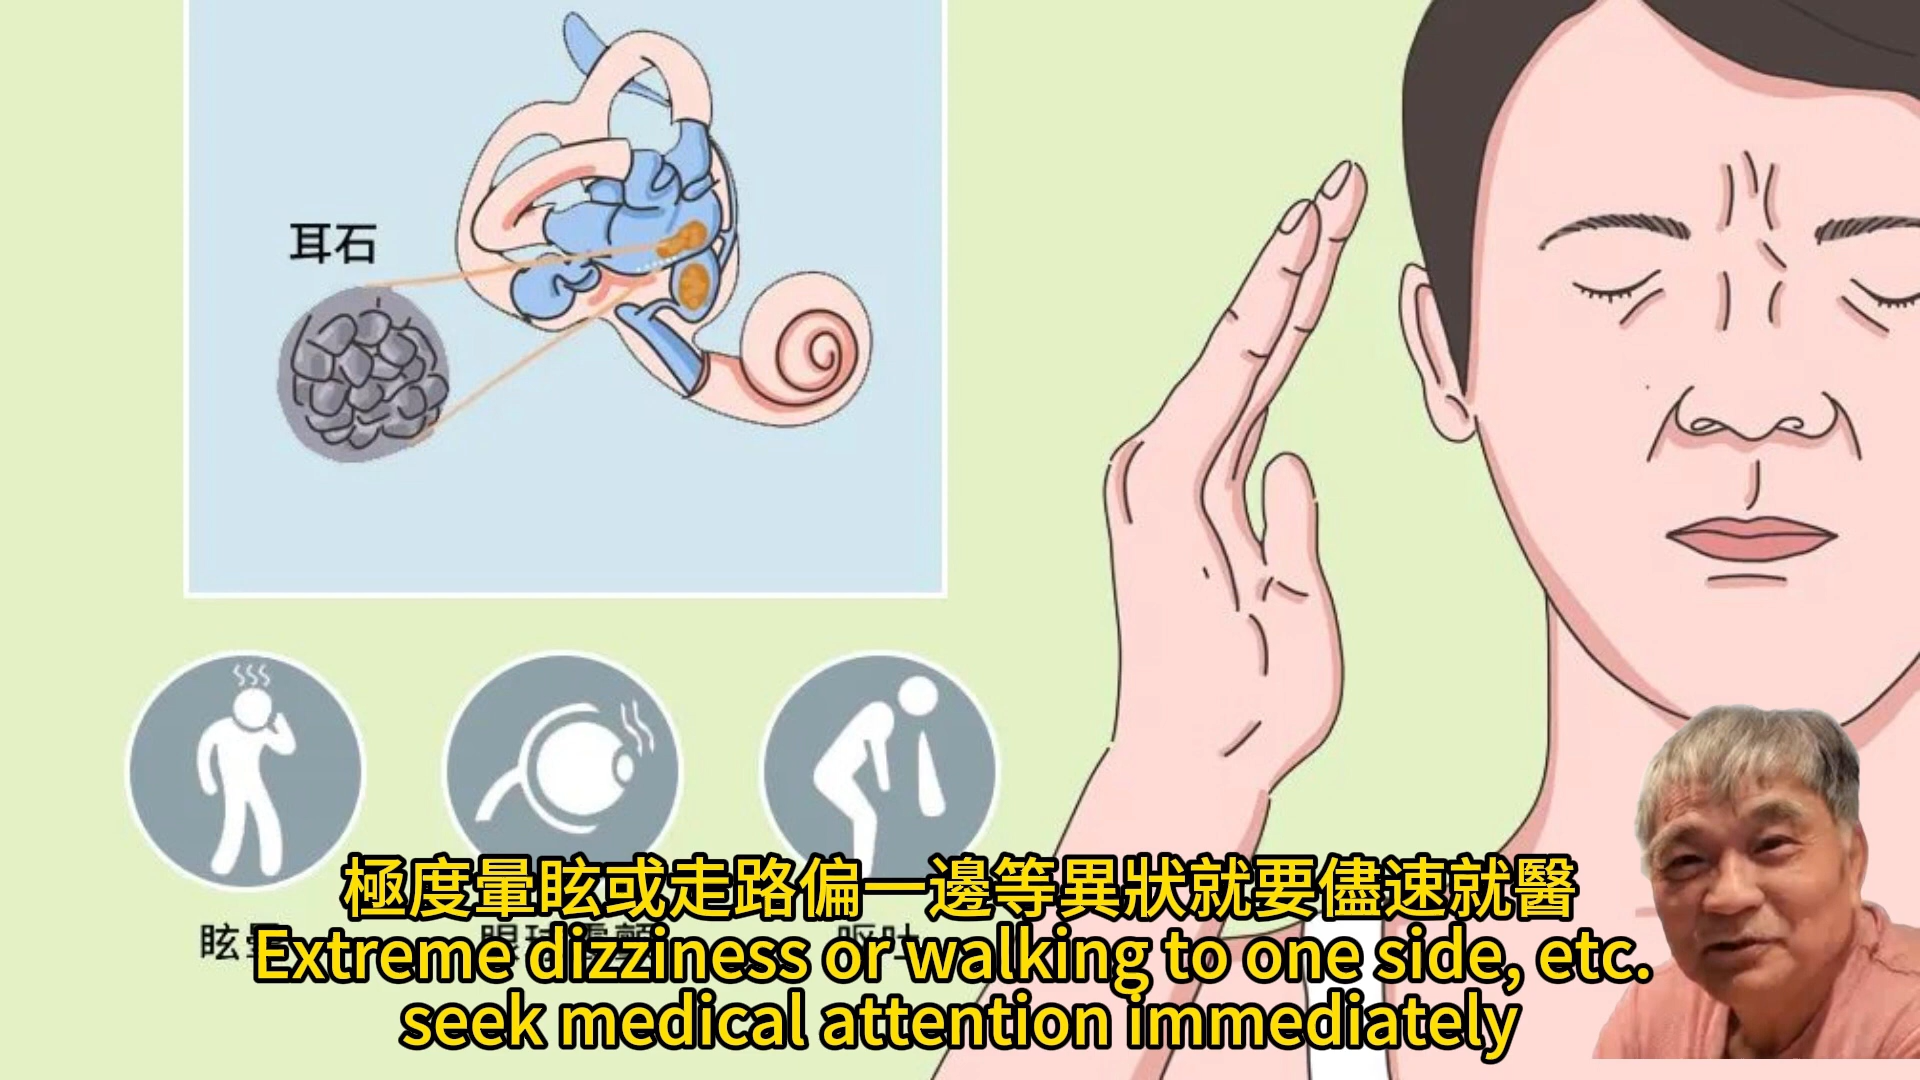 耳石
極度暈眩或走路偏一邊等異狀就要儘速就醫
Extreme dizziness or walking to one side, etc.
seek medical attention immediately